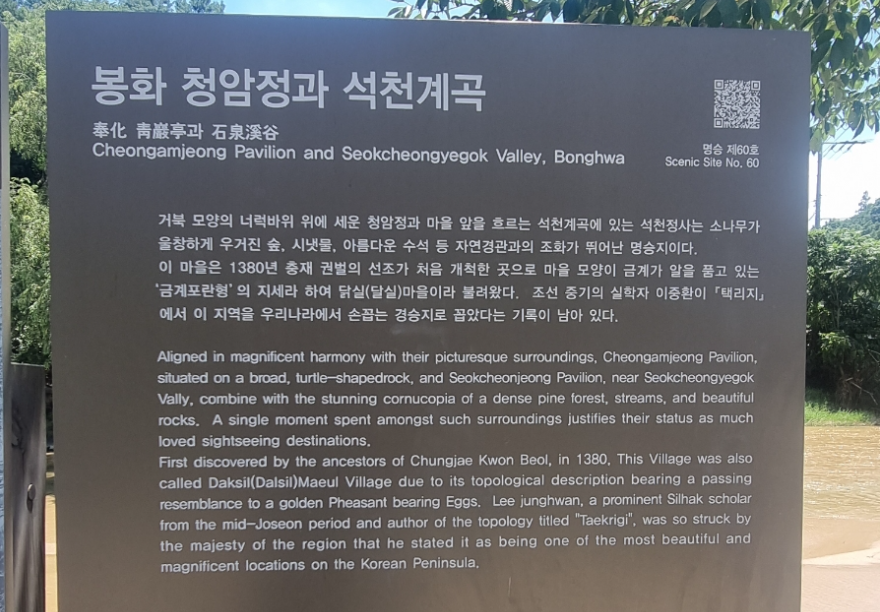 봉화 청암정과 석천계곡
奉化 靑巖亭과 石泉溪谷
Cheongamjeong Pavilion and Seokcheongyegok Valley, Bonghwa
명승 제60호
Scenic Site No. 60
거북 모양의 너럭바위 위에 세운 청암정과 마을 앞을 흐르는 석천계곡에 있는 석천정사는 소나무가
울창하게 우거진 숲, 시냇물, 아름다운 수석 등 자연경관과의 조화가 뛰어난 명승지이다.
이 마을은 1380년 충재 권벌의 선조가 처음 개척한 곳으로 마을 모양이 금계가 알을 품고 있는
‘금계포란형’의 지세라 하여 닭실(달실)마을이라 불려왔다. 조선 중기의 실학자 이중환이 「택리지」
에서 이 지역을 우리나라에서 손꼽는 경승지로 꼽았다는 기록이 남아 있다.
Aligned in magnificent harmony with their picturesque surroundings, Cheongamjeong Pavilion,
situated on a broad, turtle-shapedrock, and Seokcheonjeong Pavilion, near Seokcheongyegok
Vally, combine with the stunning cornucopia of a dense pine forest, streams, and beautiful
rocks. A single moment spent amongst such surroundings justifies their status as much
loved sightseeing destinations.
First discovered by the ancestors of Chungjae Kwon Beol, in 1380, This Village was also
called Daksil(Dalsil)Maeul Village due to its topological description bearing a passing
resemblance to a golden Pheasant bearing Eggs. Lee junghwan, a prominent Silhak scholar
from the mid-Joseon period and author of the topology titled "Taekrigi", was so struck by
the majesty of the region that he stated it as being one of the most beautiful and
magnificent locations on the Korean Peninsula.